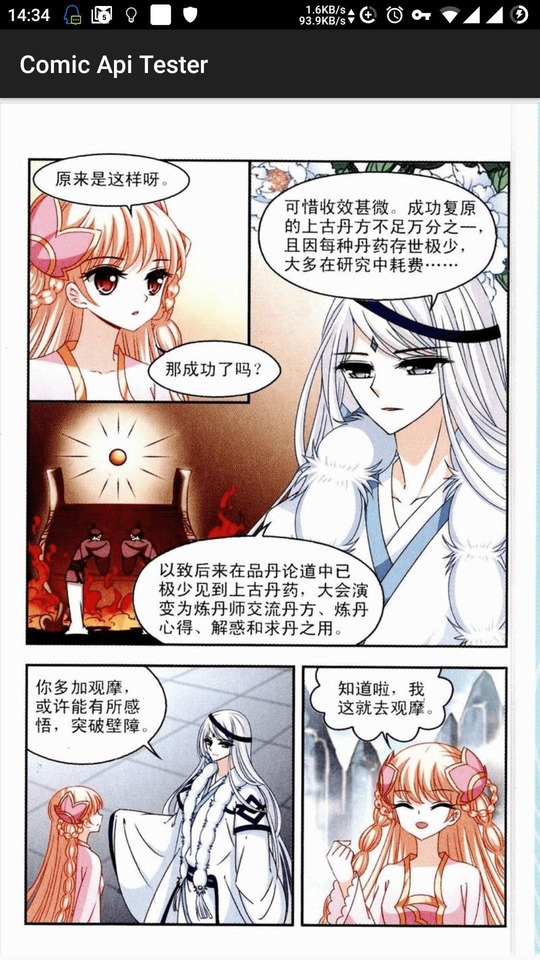 14:34
1.6KB/s
93.9KB/s
Comic Api Tester
原来是这样呀。
可惜收效甚微。成功复原
的上古丹方不足万分之一，
且因每种丹药存世极少，
大多在研究中耗费……
那成功了吗？
以致后来在品丹论道中已
极少见到上古丹药，大会演
变为炼丹师交流丹方、炼丹
心得、解惑和求丹之用。
你多加观摩，
或许能有所感
悟，突破壁障。
知道啦，我
这就去观摩。